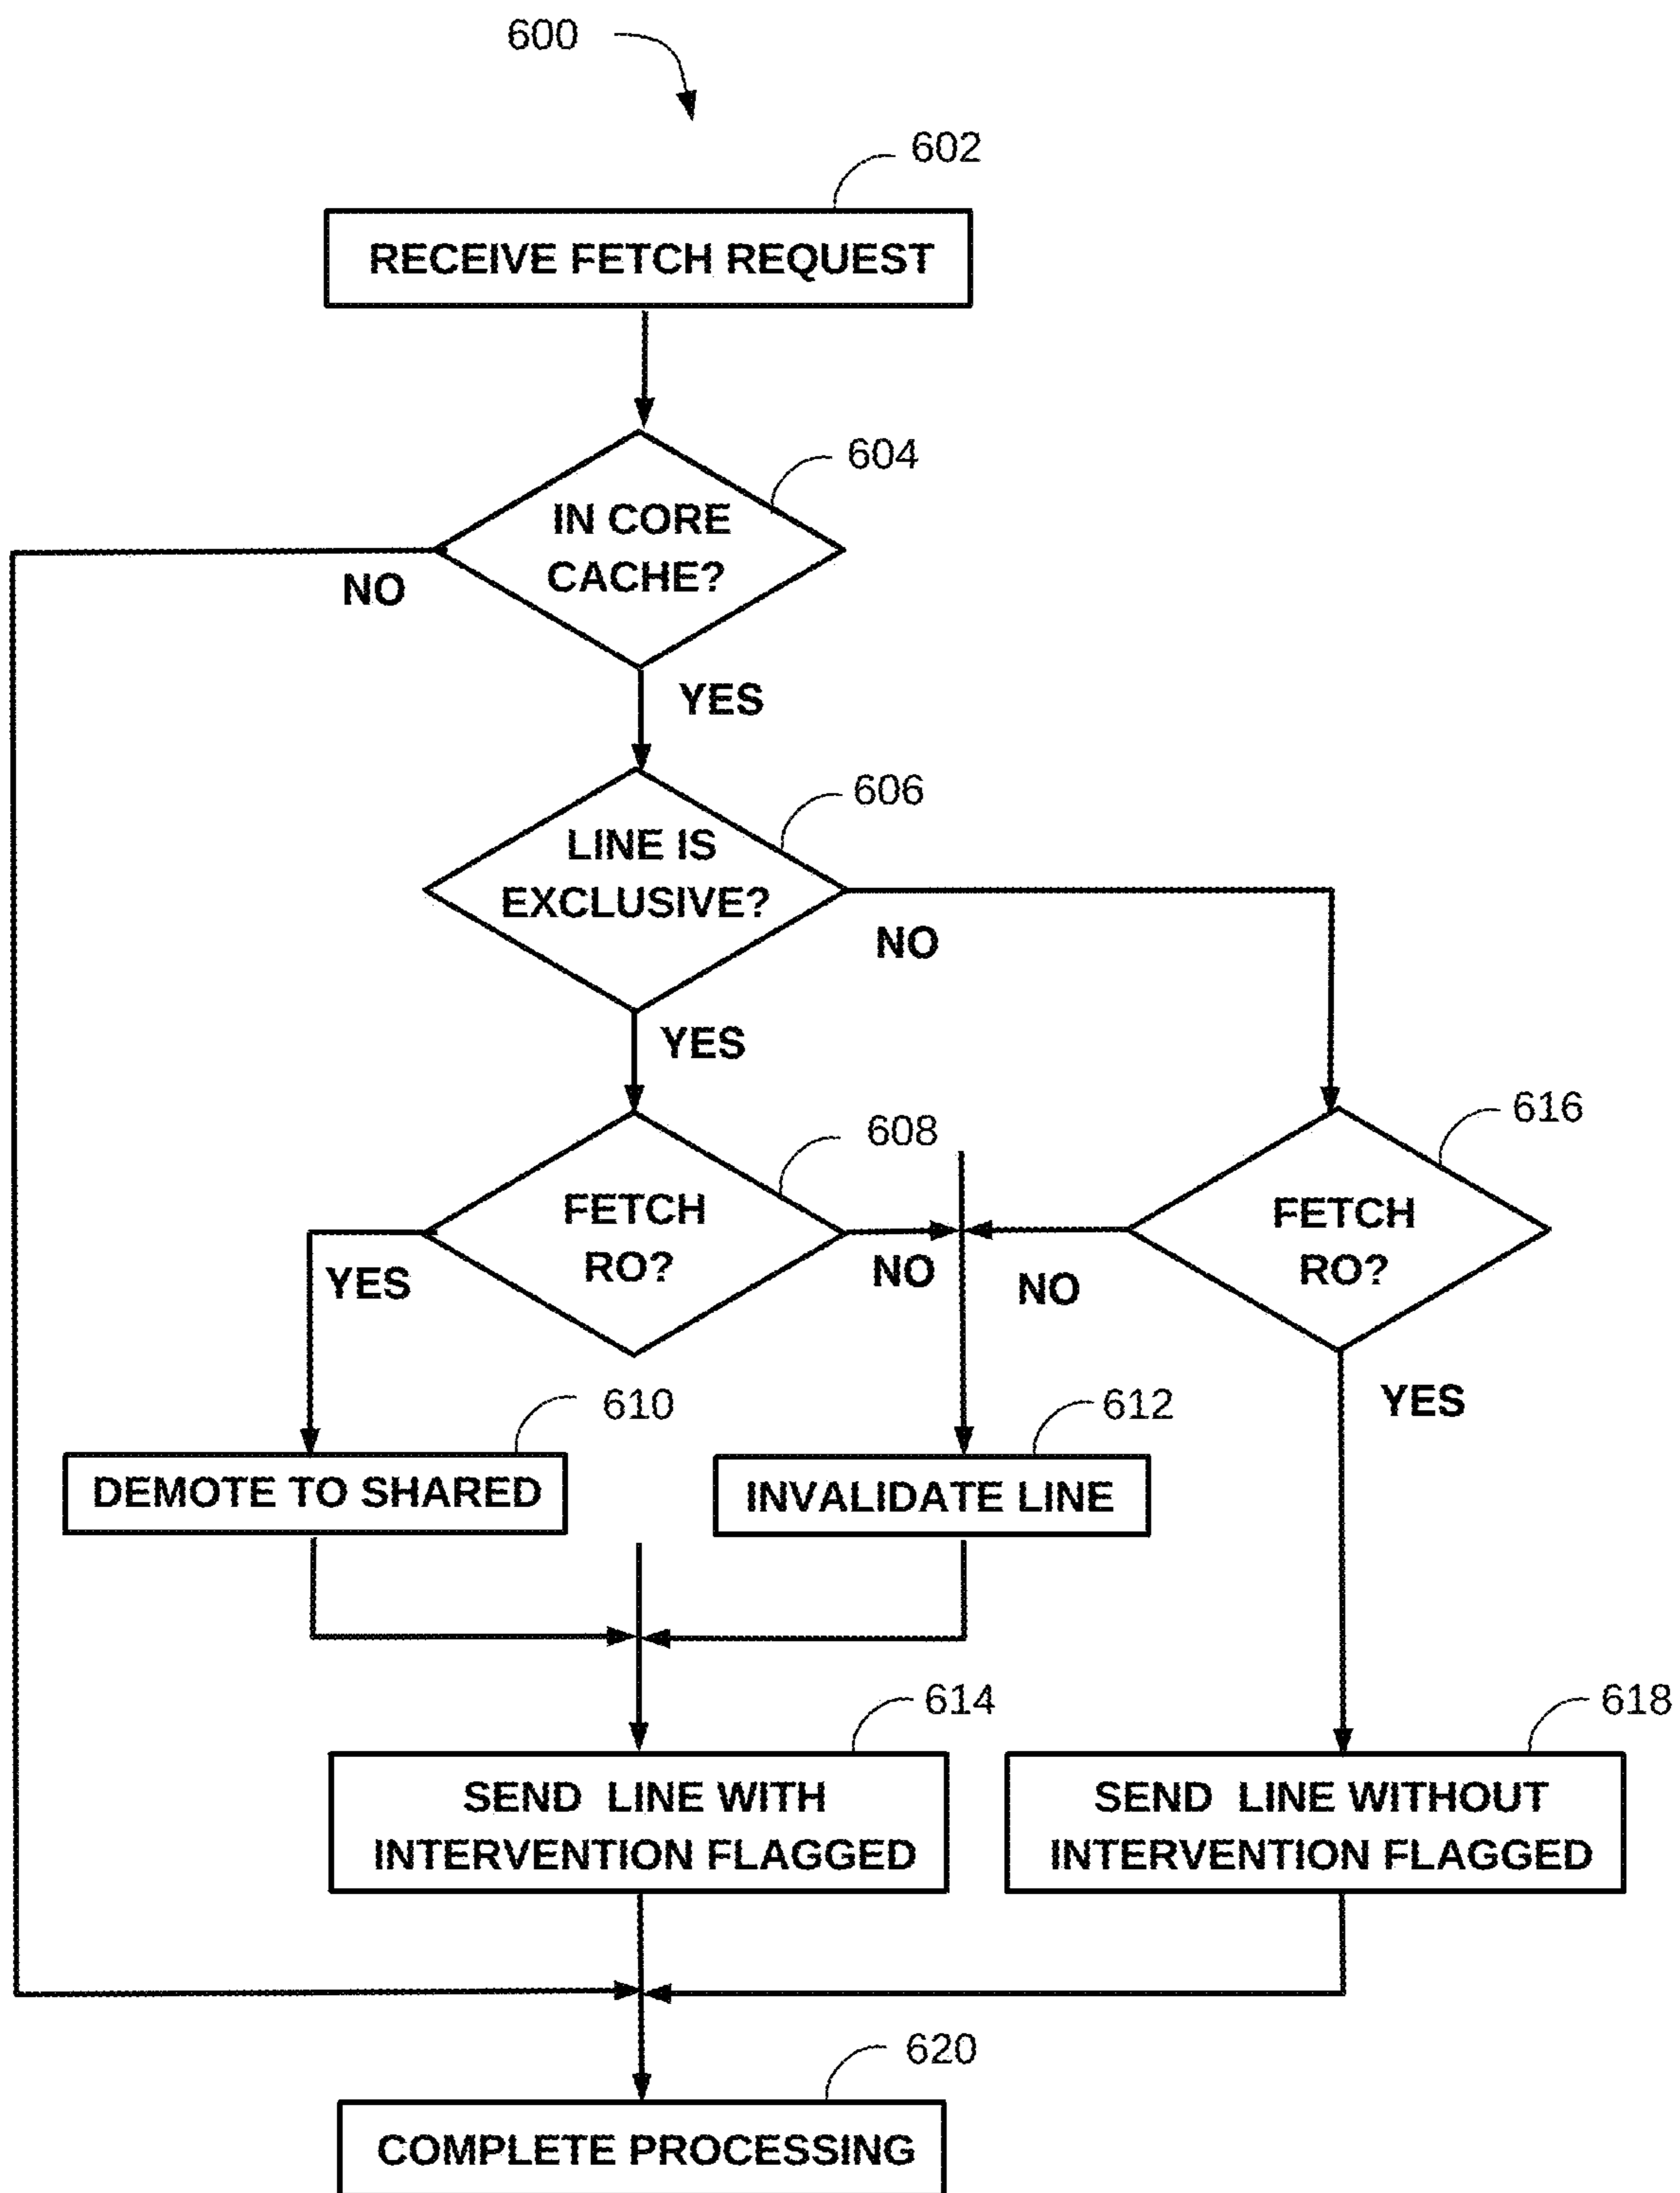 600
602
RECEIVE FETCH REQUEST
604
IN CORE
CACHE?
NO
YES
606
LINE IS
EXCLUSIVE?
NO
YES
608
616
FETCH
RO?
FETCH
RO?
YES
NO
NO
YES
610
612
DEMOTE TO SHARED
INVALIDATE LINE
614
618
SEND LINE WITH
INTERVENTION FLAGGED
SEND LINE WITHOUT
INTERVENTION FLAGGED
620
COMPLETE PROCESSING